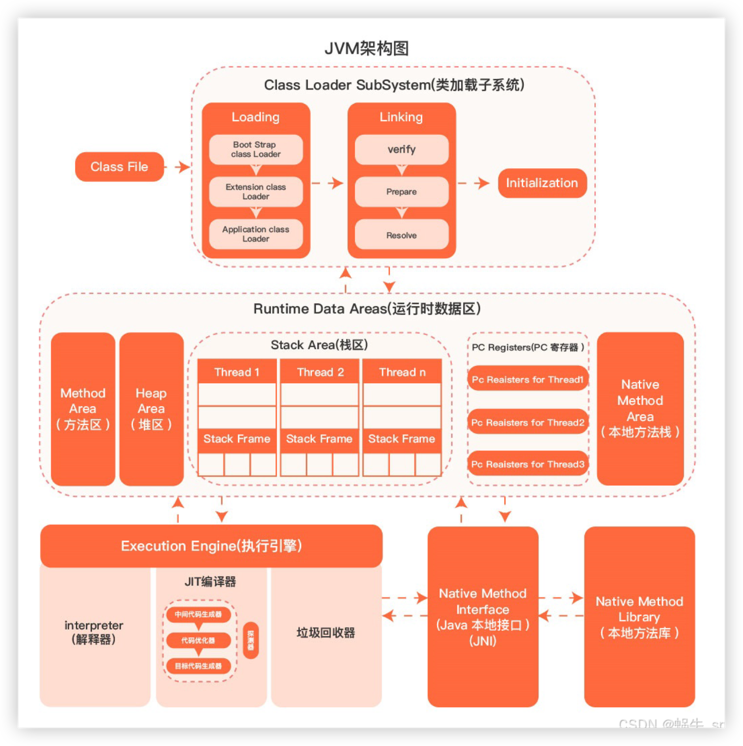 JVM架构图
Class Loader SubSystem(类加载子系统)
Loading
Boot Strap
class Loader
Extension class
Loader
Application class
Loader
Linking
verify
Prepare
Resolve
Class File
Initialization
Runtime Data Areas(运行时数据区)
Method
Area
(方法区)
Heap
Area
(堆区)
Stack Area(栈区)
Thread 1
Thread 2
Thread n
Stack Frame
Stack Frame
Stack Frame
PC Registers(PC 寄存器)
Pc Reaisters for Thread1
Pc Reaisters for Thread2
Pc Reaisters for Thread3
Native
Method
Area
(本地方法栈)
Execution Engine(执行引擎)
interpreter
(解释器)
JIT编译器
中间代码生成器
代码优化器
目标代码生成器
探测器
垃圾回收器
Native Method
Interface
(Java 本地接口)
(JNI)
Native Method
Library
(本地方法库)
CSDN @蜗牛_sr